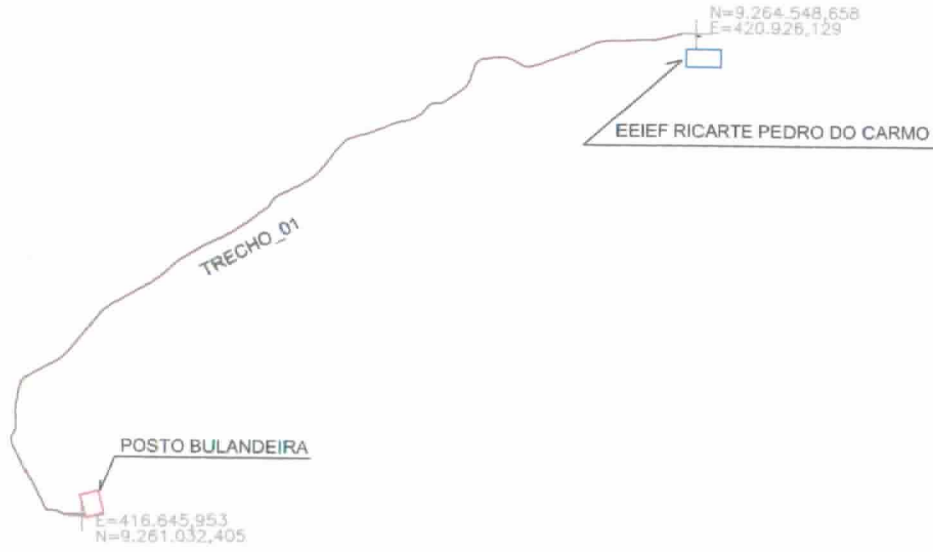 N=9.264.548,658
E=420.926,129
EEIEF RICARTE PEDRO DO CARMO
TRECHO_01
POSTO BULANDEIRA
E=416.645,953
N=9.261.032,405